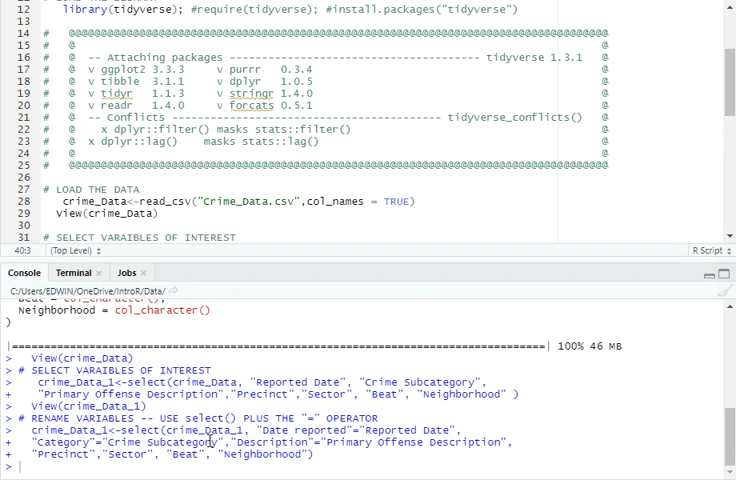 12 library(tidyverse); #require(tidyverse); #install.packages("tidyverse")
13
14 # @@@@@@@@@@@@@@@@@@@@@@@@@@@@@@@@@@@@@@@@@@@@@@@@@@@@@@@@@@@@@@@@@@@@@@@@@@
15 # @ @
16 # @ -- Attaching packages --------------------------------------- tidyverse 1.3.1 @
17 # @ v ggplot2 3.3.3 v purrr 0.3.4 @
18 # @ v tibble 3.1.1 v dplyr 1.0.5 @
19 # @ v tidyr 1.1.3 v stringr 1.4.0 @
20 # @ v readr 1.4.0 v forcats 0.5.1 @
21 # @ -- Conflicts ------------------------------ tidyverse_conflicts() @
22 # @ x dplyr::filter() masks stats::filter() @
23 # @ x dplyr::lag() masks stats::lag() @
24 # @ @
25 # @@@@@@@@@@@@@@@@@@@@@@@@@@@@@@@@@@@@@@@@@@@@@@@@@@@@@@@@@@@@@@@@@@@@@@@@@@
26
27 # LOAD THE DATA
28 crime_Data<-read_csv("Crime_Data.csv",col_names = TRUE)
29 View(crime_Data)
30
31 # SELECT VARAIBLES OF INTEREST
40:3 (Top Level) R Script
Console Terminal Jobs
C:/Users/EDWIN/OneDrive/IntroR/Data/
Neighborhood = col_character()
)
|==========================================================================| 100% 46 MB
> View(crime_Data)
> # SELECT VARAIBLES OF INTEREST
> crime_Data_1<-select(crime_Data, "Reported Date", "Crime Subcategory",
+ "Primary Offense Description","Precinct","Sector", "Beat", "Neighborhood" )
> View(crime_Data_1)
> # RENAME VARIABLES -- USE select() PLUS THE "=" OPERATOR
> crime_Data_1<-select(crime_Data_1, "Date reported"="Reported Date",
+ "Category"="Crime Subcategory","Description"="Primary Offense Description",
+ "Precinct","Sector", "Beat", "Neighborhood")
>